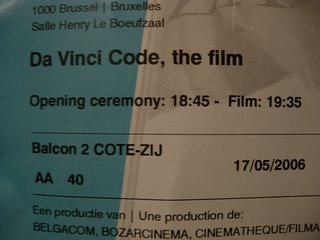 1000 Brussel | Bruxelles
Salle Henry Le Boeufzaal
Da Vinci Code, the film
Opening ceremony: 18:45 - Film: 19:35
Balcon 2 COTE-ZIJ
17/05/2006
AA 40
Een productie van | Une production de:
BELGACOM, BOZARCINEMA, CINEMATHEQUE/FILMA